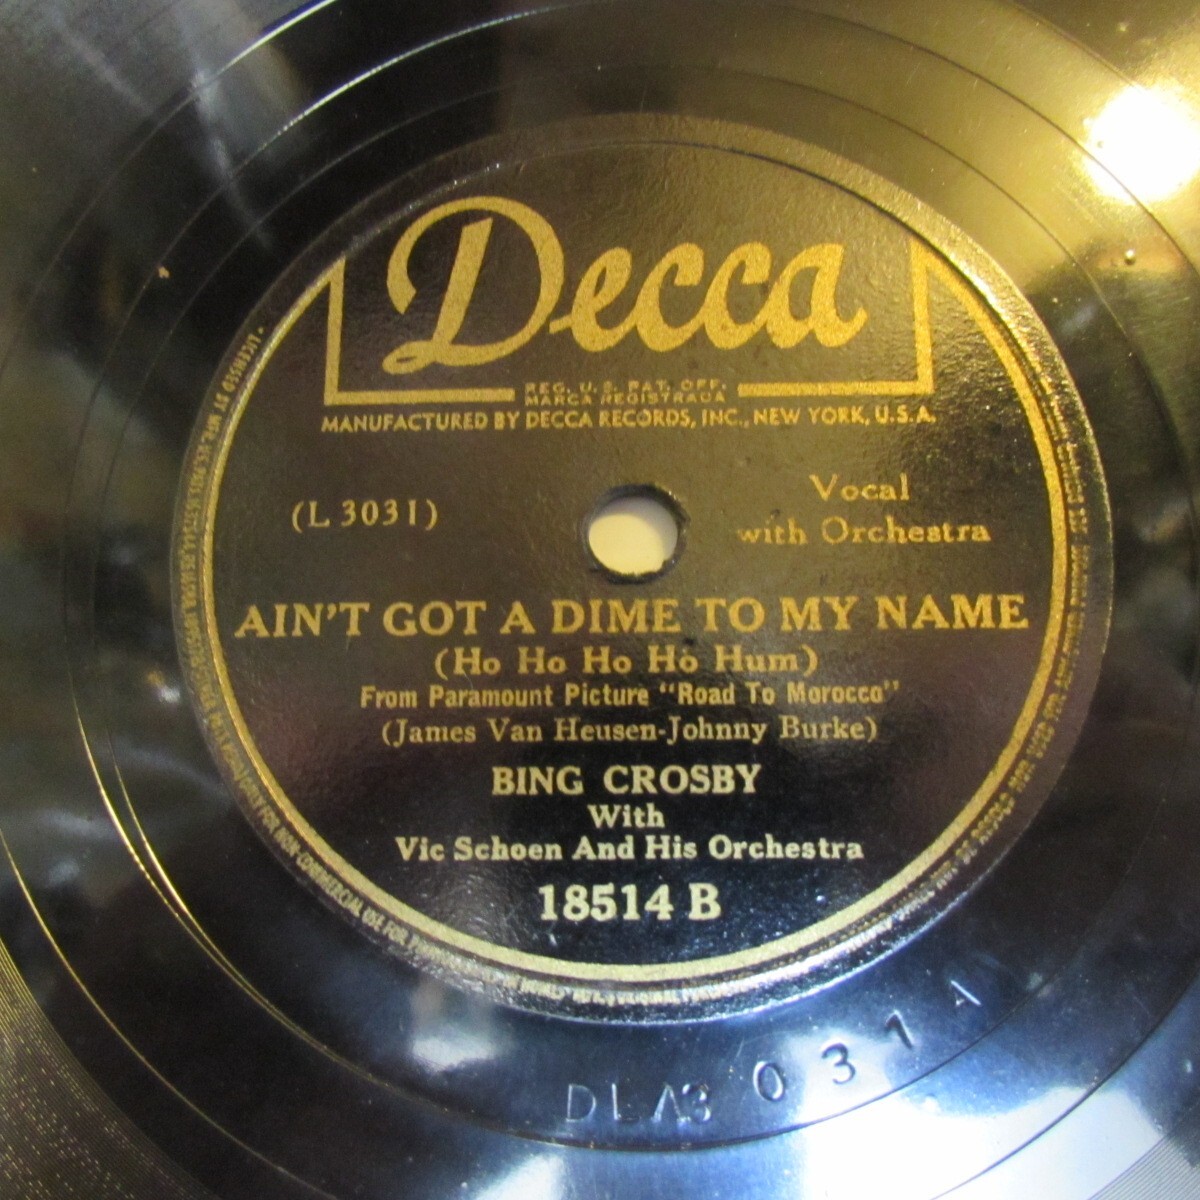 Decca
REG. U.S. PAT. OFF.
MARCA REGISTRADA
MANUFACTURED BY DECCA RECORDS, INC., NEW YORK, U.S.A.
(L 3031)
Vocal
with Orchestra
AIN'T GOT A DIME TO MY NAME
(Ho Ho Ho Ho Hum)
From Paramount Picture "Road To Morocco"
(James Van Heusen-Johnny Burke)
BING CROSBY
With
Vic Schoen And His Orchestra
18514 B
DLA3 031 A